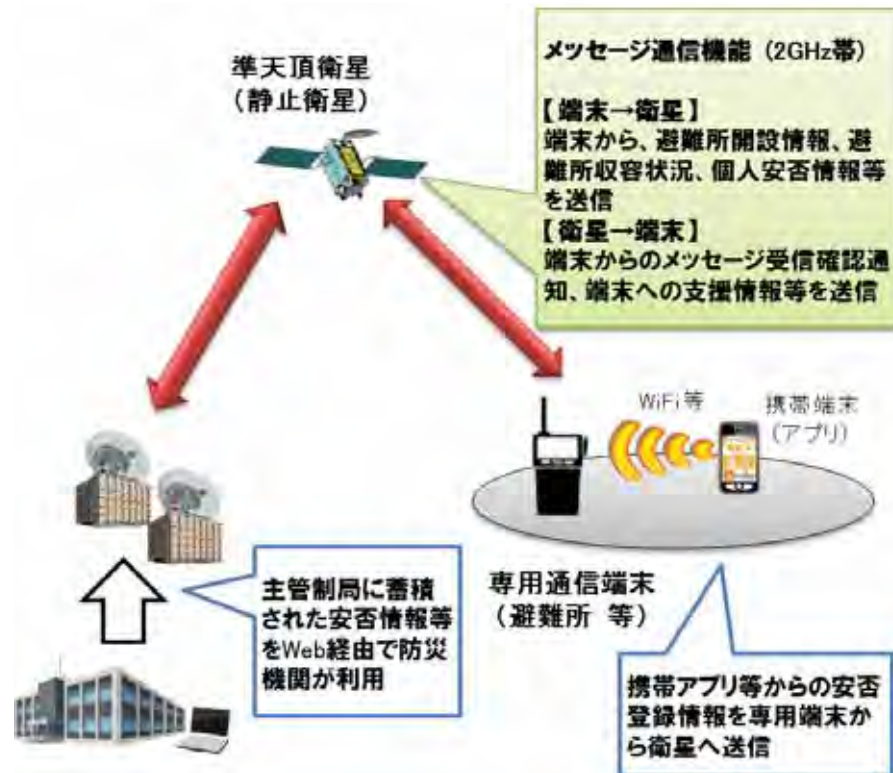 準天頂衛星
(静止衛星)
メッセージ通信機能 (2GHz帯)
【端末→衛星】
端末から、避難所開設情報、避
難所収容状況、個人安否情報等
を送信
【衛星→端末】
端末からのメッセージ受信確認通
知、端末への支援情報等を送信
WiFi等
携帯端末
(アプリ)
専用通信端末
(避難所 等)
主管制局に蓄積
された安否情報等
をWeb経由で防災
機関が利用
携帯アプリ等からの安否
登録情報を専用端末か
ら衛星へ送信